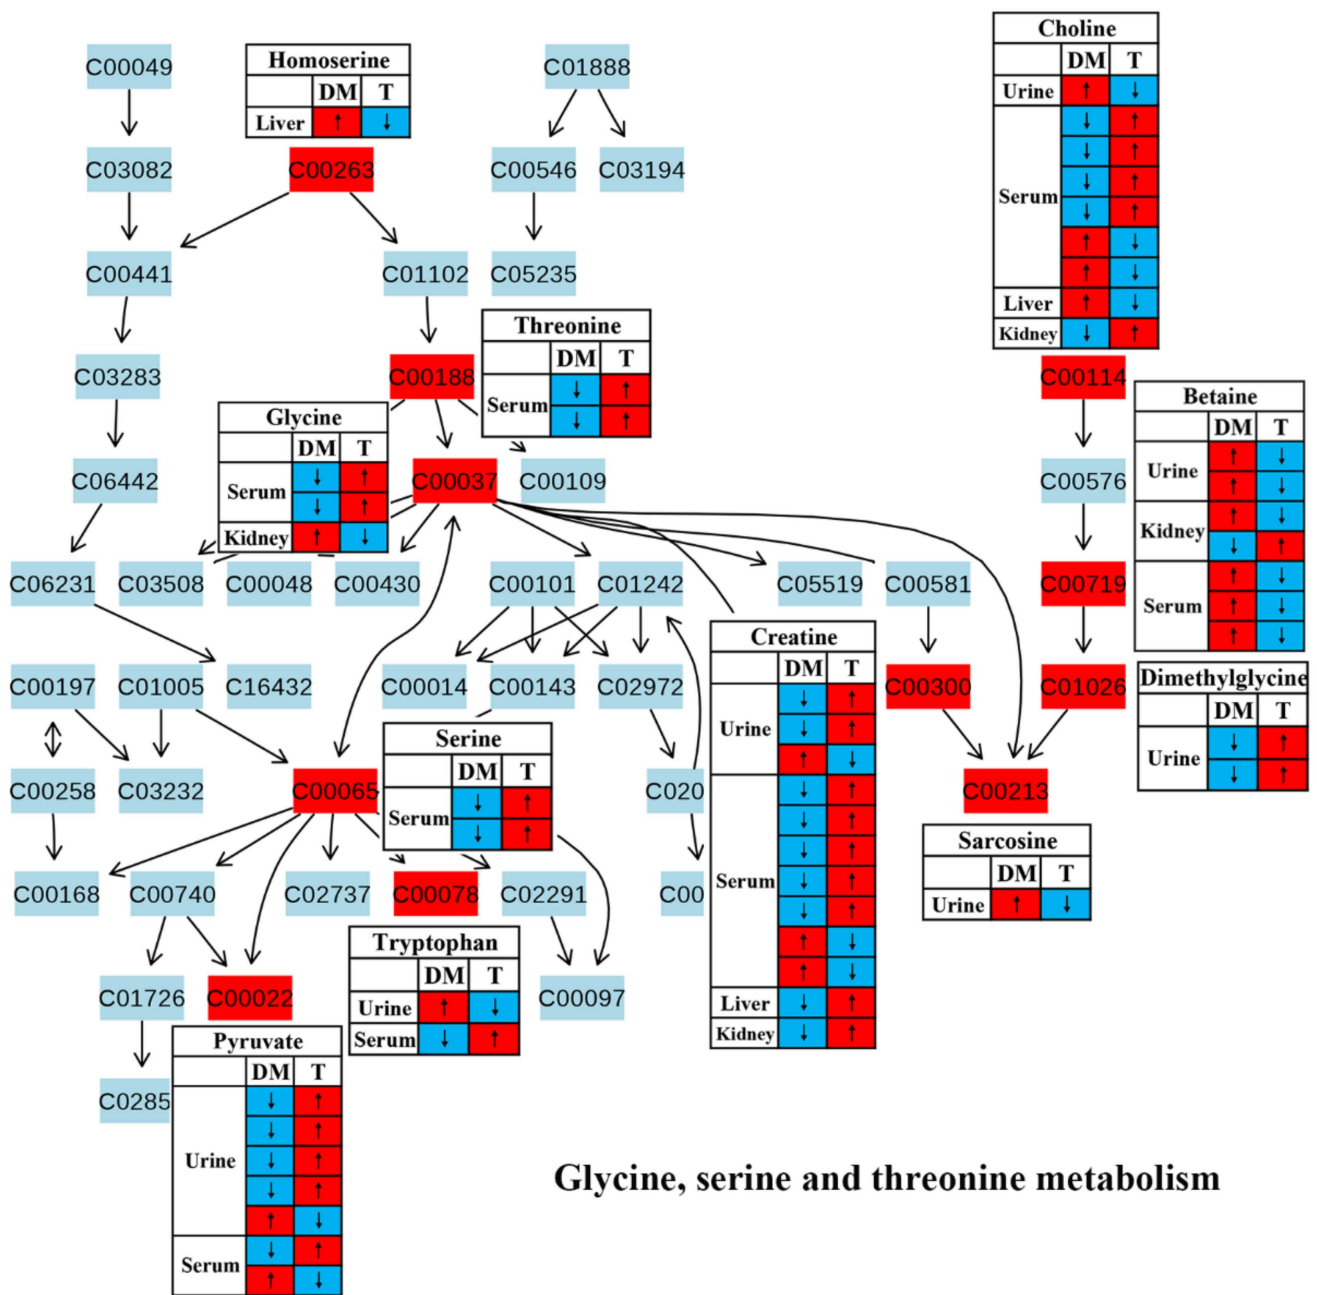 C00049
Homoserine
DM T
Liver ↑ ↓
C01888
Choline
DM T
Urine ↑ ↓
Serum ↓ ↑
↓ ↑
↓ ↑
↓ ↑
↑ ↓
↑ ↓
Liver ↑ ↓
Kidney ↓ ↑
C03082
C00263
C00546
C03194
C00441
C01102
C05235
Threonine
DM T
Serum ↓ ↑
↓ ↑
C03283
C00188
C00114
Glycine
DM T
Serum ↓ ↑
↓ ↑
Kidney ↑ ↓
Betaine
DM T
Urine ↑ ↓
↑ ↓
Kidney ↑ ↓
↓ ↑
Serum ↑ ↓
↑ ↓
↑ ↓
C06442
C00037
C00109
C00576
C06231
C03508
C00048
C00430
C00101
C01242
C05519
C00581
C00719
Creatine
DM T
Urine ↓ ↑
↓ ↑
↑ ↓
Serum ↓ ↑
↓ ↑
↓ ↑
↓ ↑
↓ ↑
↑ ↓
↑ ↓
Liver ↓ ↑
Kidney ↓ ↑
C00197
C01005
C16432
C00014
C00143
C02972
C00300
C01026
Dimethylglycine
DM T
Urine ↓ ↑
↓ ↑
Serine
DM T
Serum ↓ ↑
↓ ↑
C00258
C03232
C00065
C020
C00213
Sarcosine
DM T
Urine ↑ ↓
C00168
C00740
C02737
C00078
C02291
C00
Tryptophan
DM T
Urine ↑ ↓
Serum ↓ ↑
C01726
C00022
C00097
Pyruvate
DM T
Urine ↓ ↑
↓ ↑
↓ ↑
↓ ↑
↑ ↓
Serum ↓ ↑
↑ ↓
C0285
Glycine, serine and threonine metabolism